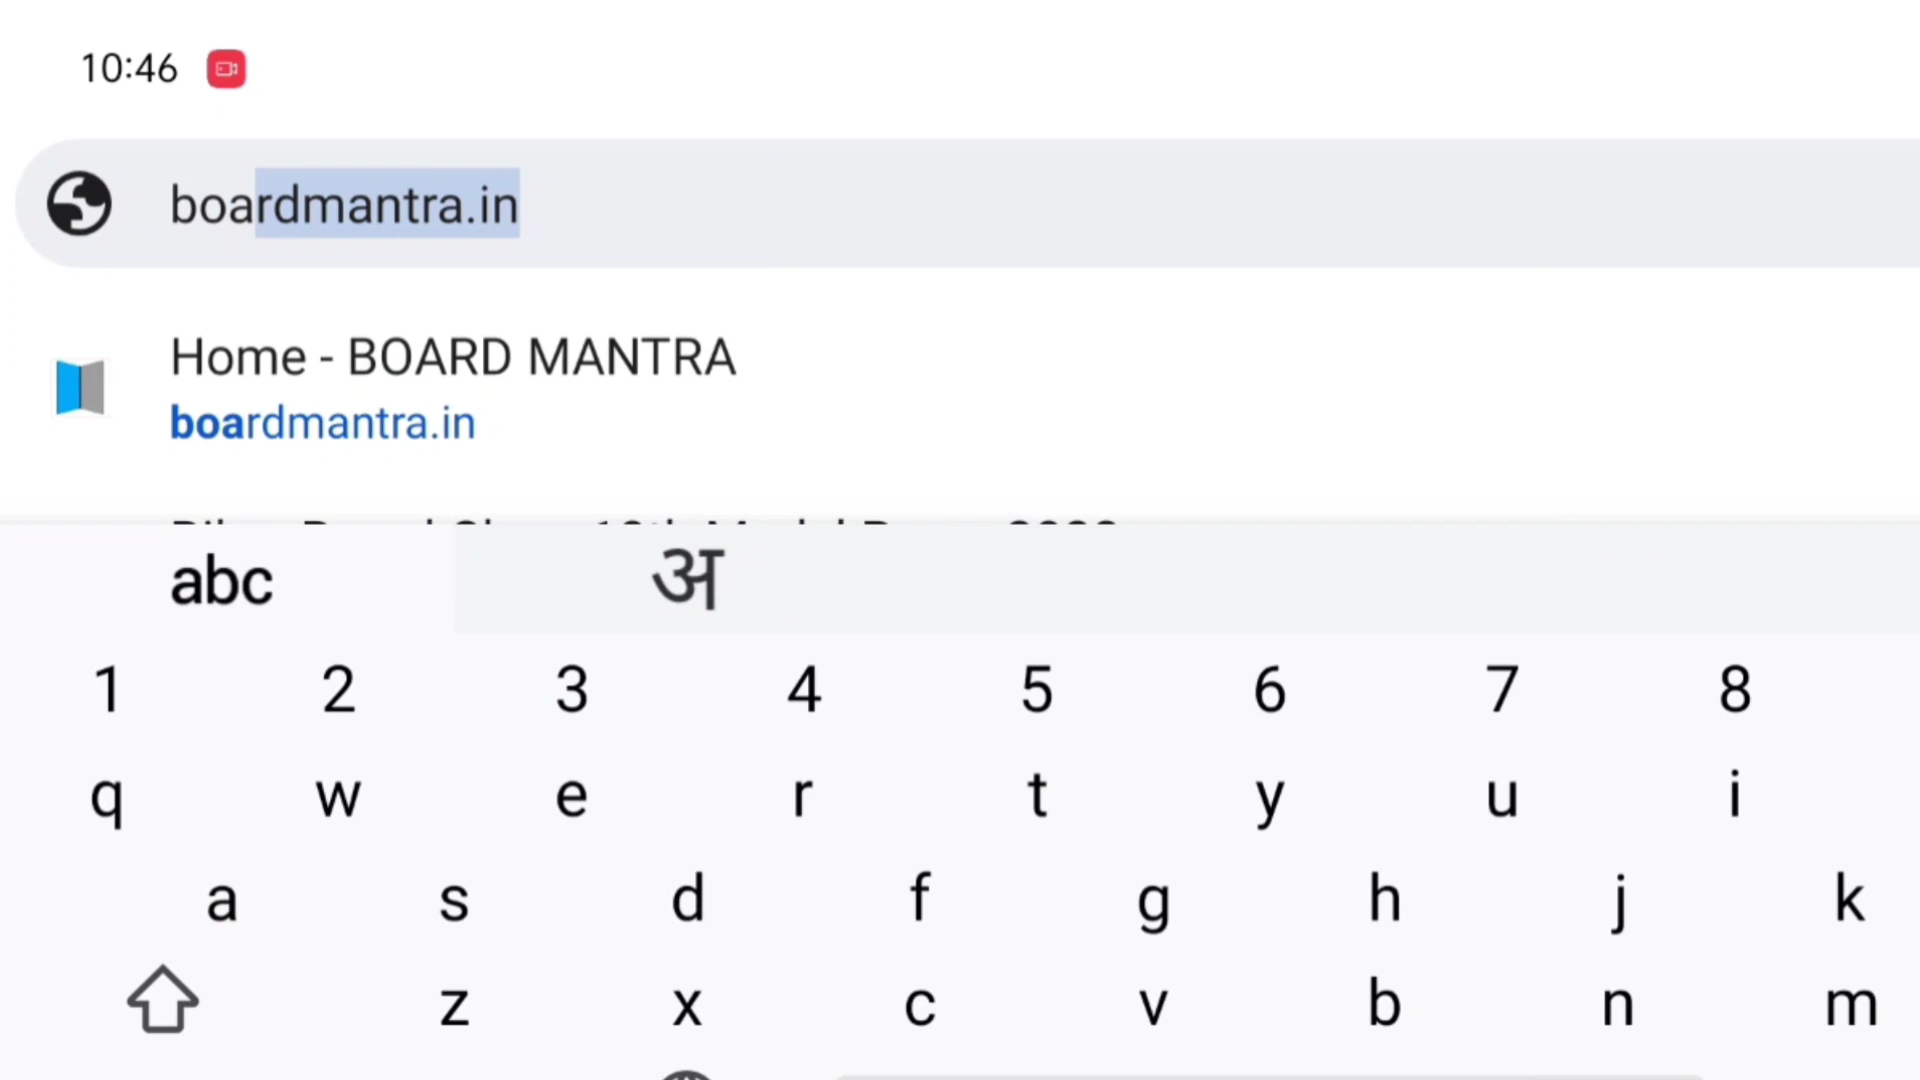 10:46
boardmantra.in
Home - BOARD MANTRA
boardmantra.in
abc अ
1 2 3 4 5 6 7 8
q w e r t y u i
a s d f g h j k
z x c v b n m